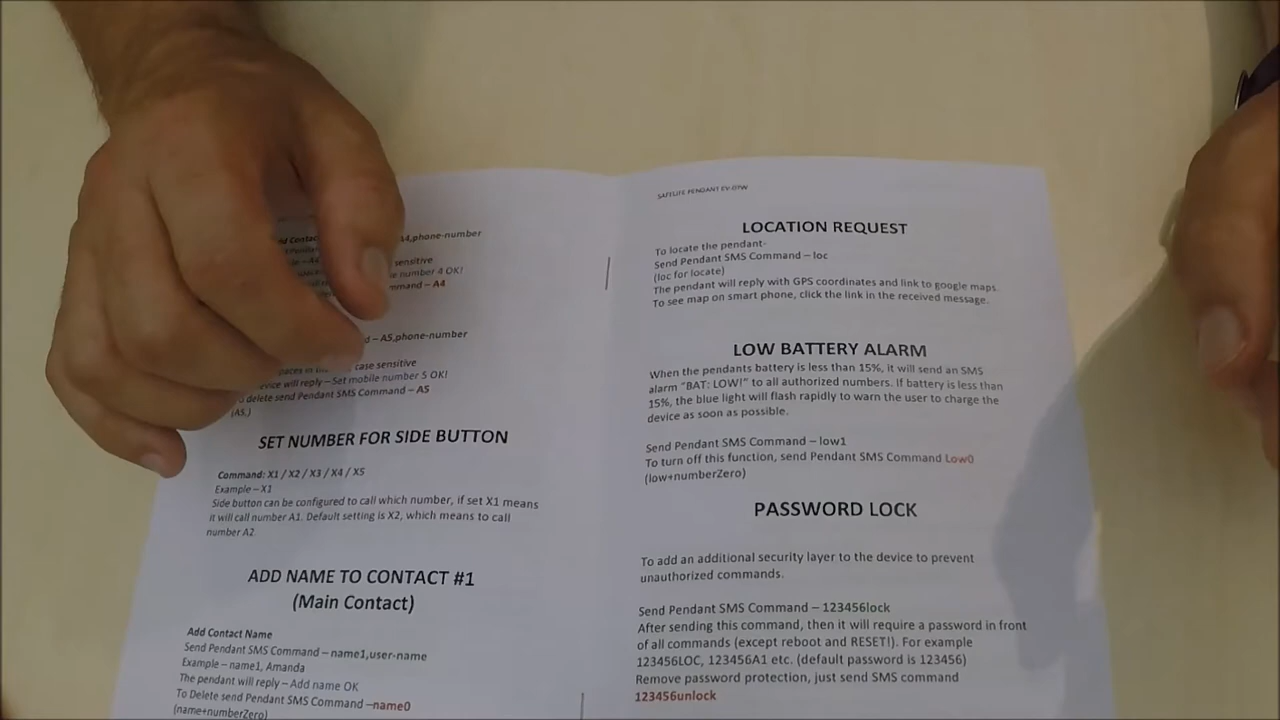 4,phone-number
sensitive
e number 4 OK!
mmand – A4
d – A5,phone-number
case sensitive
device will reply – Set mobile number 5 OK!
to delete send Pendant SMS Command – A5
(A5,)
SET NUMBER FOR SIDE BUTTON
Command: X1 / X2 / X3 / X4 / X5
Example – X1
Side button can be configured to call which number, if set X1 means
it will call number A1. Default setting is X2, which means to call
number A2.
ADD NAME TO CONTACT #1
(Main Contact)
Add Contact Name
Send Pendant SMS Command – name1,user-name
Example – name1, Amanda
The pendant will reply – Add name OK
To Delete send Pendant SMS Command –name0
(name+numberZero)
SAFELIFE PENDANT EV-07W
LOCATION REQUEST
To locate the pendant-
Send Pendant SMS Command – loc
(loc for locate)
The pendant will reply with GPS coordinates and link to google maps.
To see map on smart phone, click the link in the received message.
LOW BATTERY ALARM
When the pendants battery is less than 15%, it will send an SMS
alarm “BAT: LOW!” to all authorized numbers. If battery is less than
15%, the blue light will flash rapidly to warn the user to charge the
device as soon as possible.
Send Pendant SMS Command – low1
To turn off this function, send Pendant SMS Command Low0
(low+numberZero)
PASSWORD LOCK
To add an additional security layer to the device to prevent
unauthorized commands.
Send Pendant SMS Command – 123456lock
After sending this command, then it will require a password in front
of all commands (except reboot and RESET!). For example
123456LOC, 123456A1 etc. (default password is 123456)
Remove password protection, just send SMS command
123456unlock